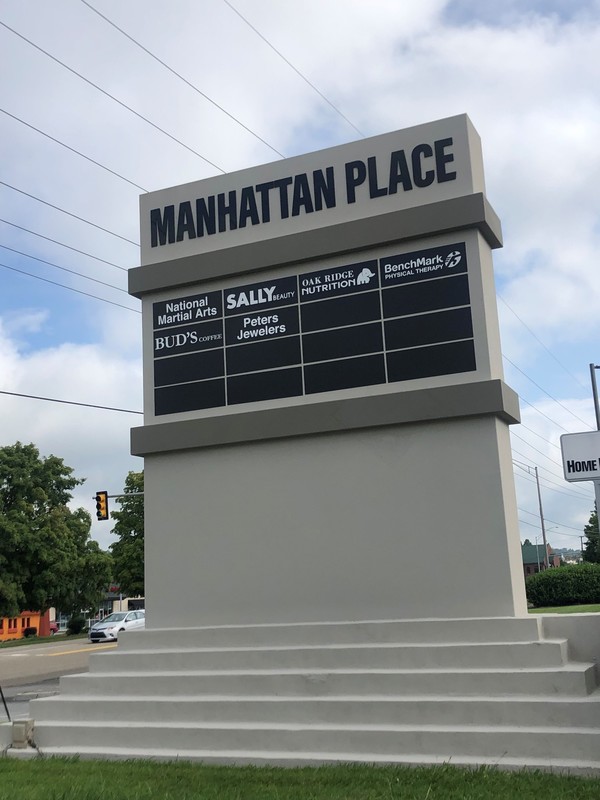 MANHATTAN PLACE
National
Martial Arts
SALLY BEAUTY
OAK RIDGE
NUTRITION
BenchMark
PHYSICAL THERAPY
BUD'S COFFEE
Peters
Jewelers
HOME